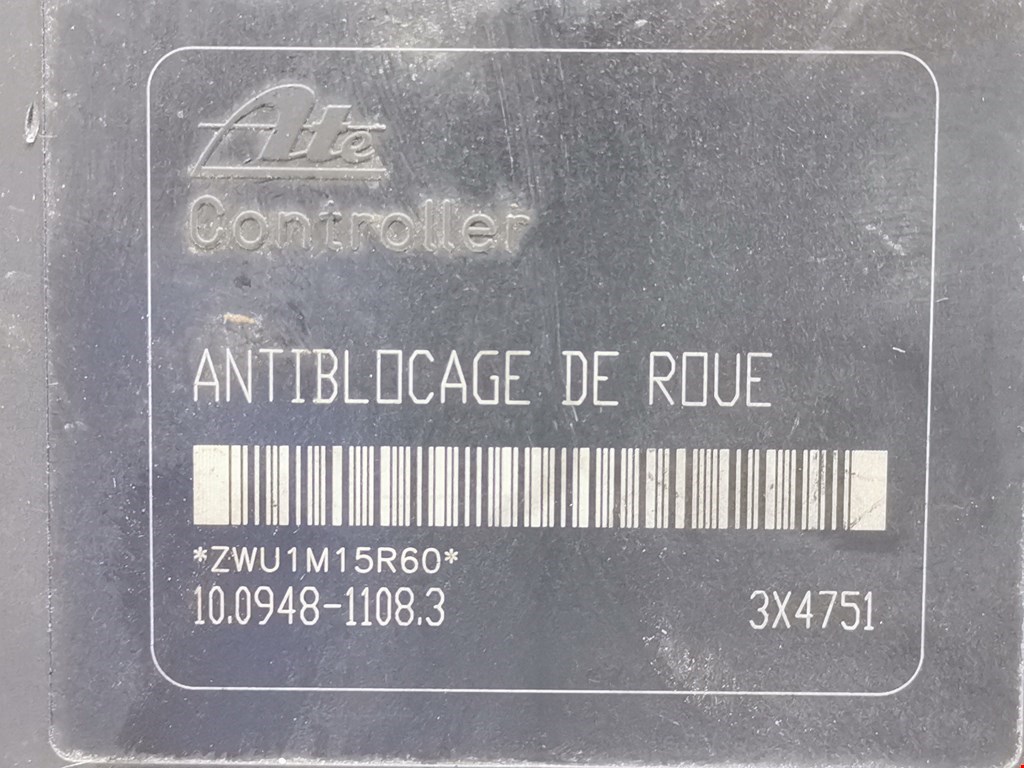 Ate
Controller
ANTIBLOCAGE DE ROUE
*ZWU1M15R60*
10.0948-1108.3 3X4751